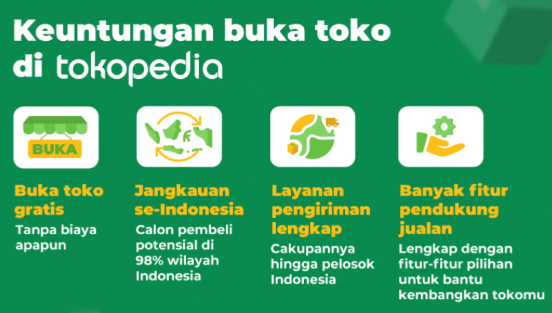 Keuntungan buka toko
di tokopedia
BUKA
Buka toko
gratis
Tanpa biaya
apapun
Jangkauan
se-Indonesia
Calon pembeli
potensial di
98% wilayah
Indonesia
Layanan
pengiriman
lengkap
Cakupannya
hingga pelosok
Indonesia
Banyak fitur
pendukung
jualan
Lengkap dengan
fitur-fitur pilihan
untuk bantu
kembangkan tokomu